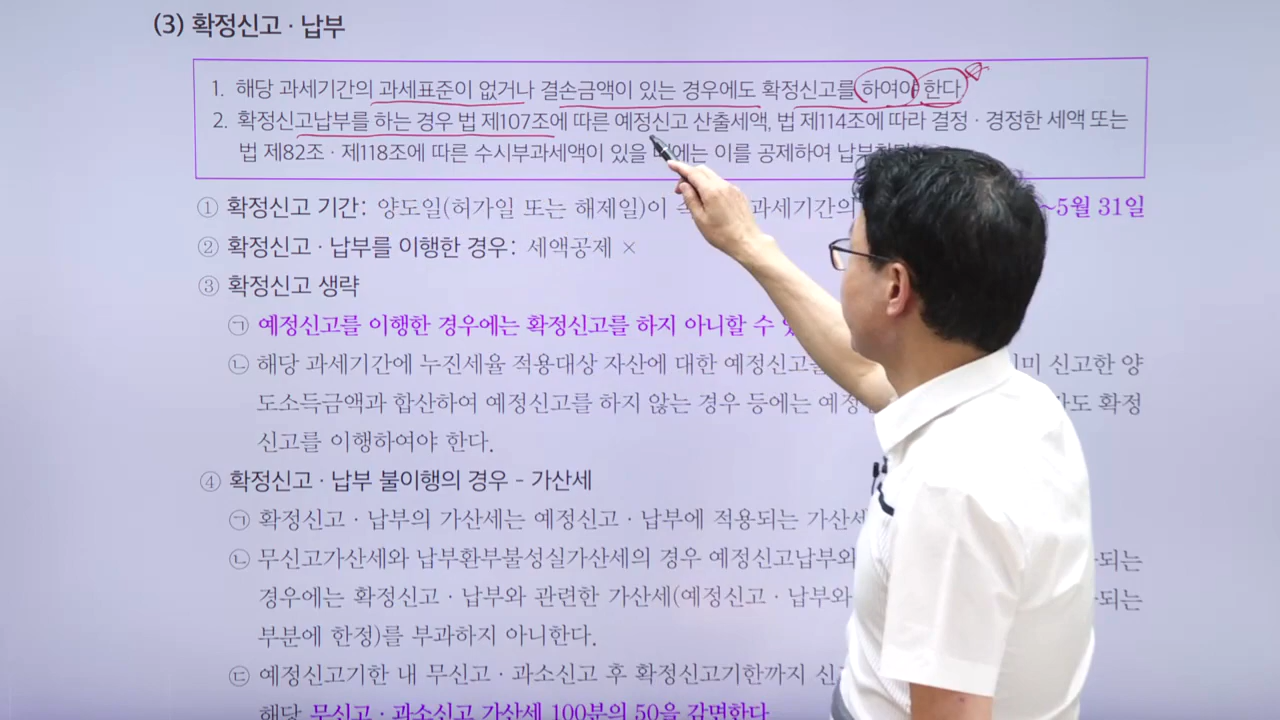 (3) 확정신고 · 납부
1. 해당 과세기간의 과세표준이 없거나 결손금액이 있는 경우에도 확정신고를 하여야 한다
2. 확정신고납부를 하는 경우 법 제107조에 따른 예정신고 산출세액, 법 제114조에 따라 결정 · 경정한 세액 또는
법 제82조 · 제118조에 따른 수시부과세액이 있을 에는 이를 공제하여
① 확정신고 기간: 양도일(허가일 또는 해제일)이 과세기간의 ~5월 31일
② 확정신고 · 납부를 이행한 경우: 세액공제 ×
③ 확정신고 생략
㉠ 예정신고를 이행한 경우에는 확정신고를 하지 아니할 수
㉡ 해당 과세기간에 누진세율 적용대상 자산에 대한 예정신고를 신고한 양
도소득금액과 합산하여 예정신고를 하지 않는 경우 등에는 확정
신고를 이행하여야 한다.
④ 확정신고 · 납부 불이행의 경우 - 가산세
㉠ 확정신고 · 납부의 가산세는 예정신고 · 납부에 적용되는
㉡ 무신고가산세와 납부환부불성실가산세의 경우 예정신고납부와 되는
경우에는 확정신고 · 납부와 관련한 가산세(예정신고 · 납부와 되는
부분에 한정)를 부과하지 아니한다.
㉢ 예정신고기한 내 무신고 · 과소신고 후 확정신고기한까지
해당 무신고 · 과소신고 가산세 100분의 50을 감면한다